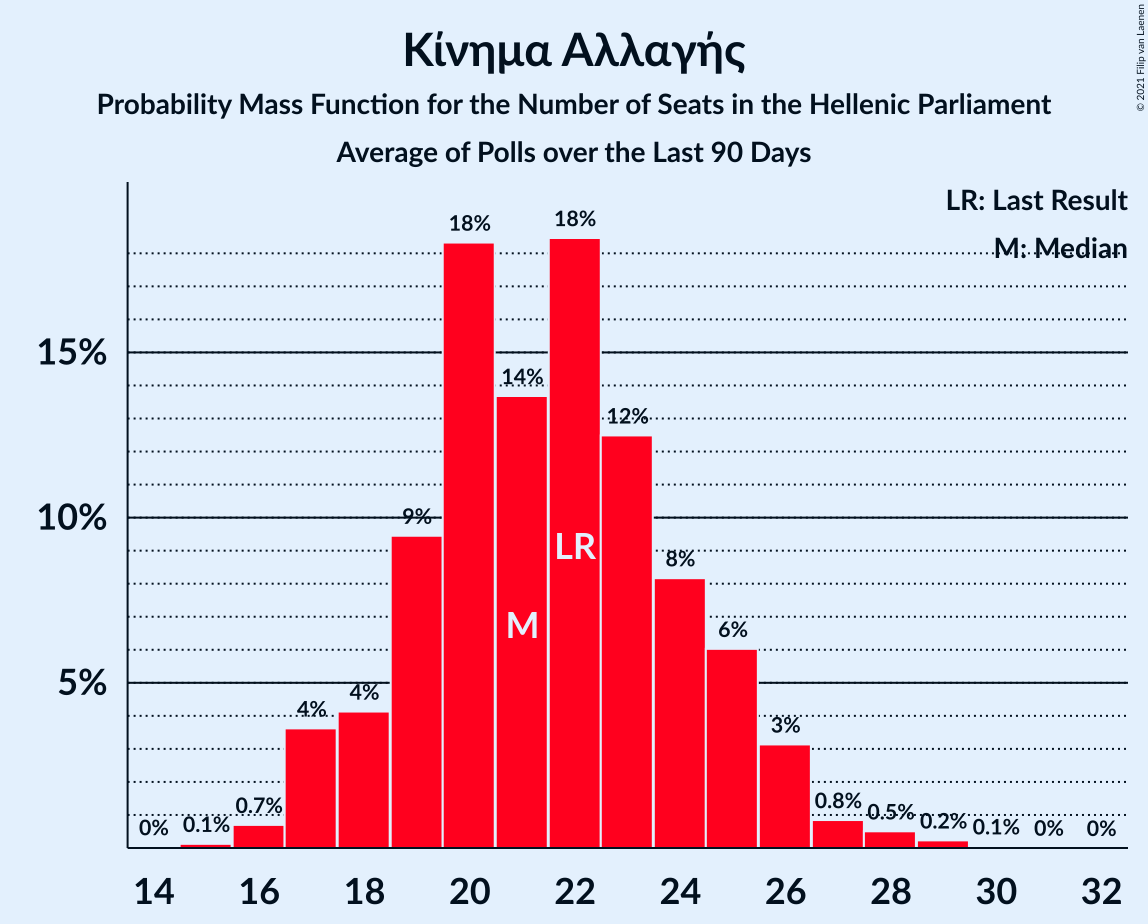 Κίνημα Αλλαγής
Probability Mass Function for the Number of Seats in the Hellenic Parliament
Average of Polls over the Last 90 Days
© 2021 Filip van Laenen
LR: Last Result
M: Median
15%
10%
5%
0%
0.1%
0.7%
4%
4%
9%
18%
14%
18%
12%
8%
6%
3%
0.8%
0.5%
0.2%
0.1%
0%
0%
M
LR
14 16 18 20 22 24 26 28 30 32